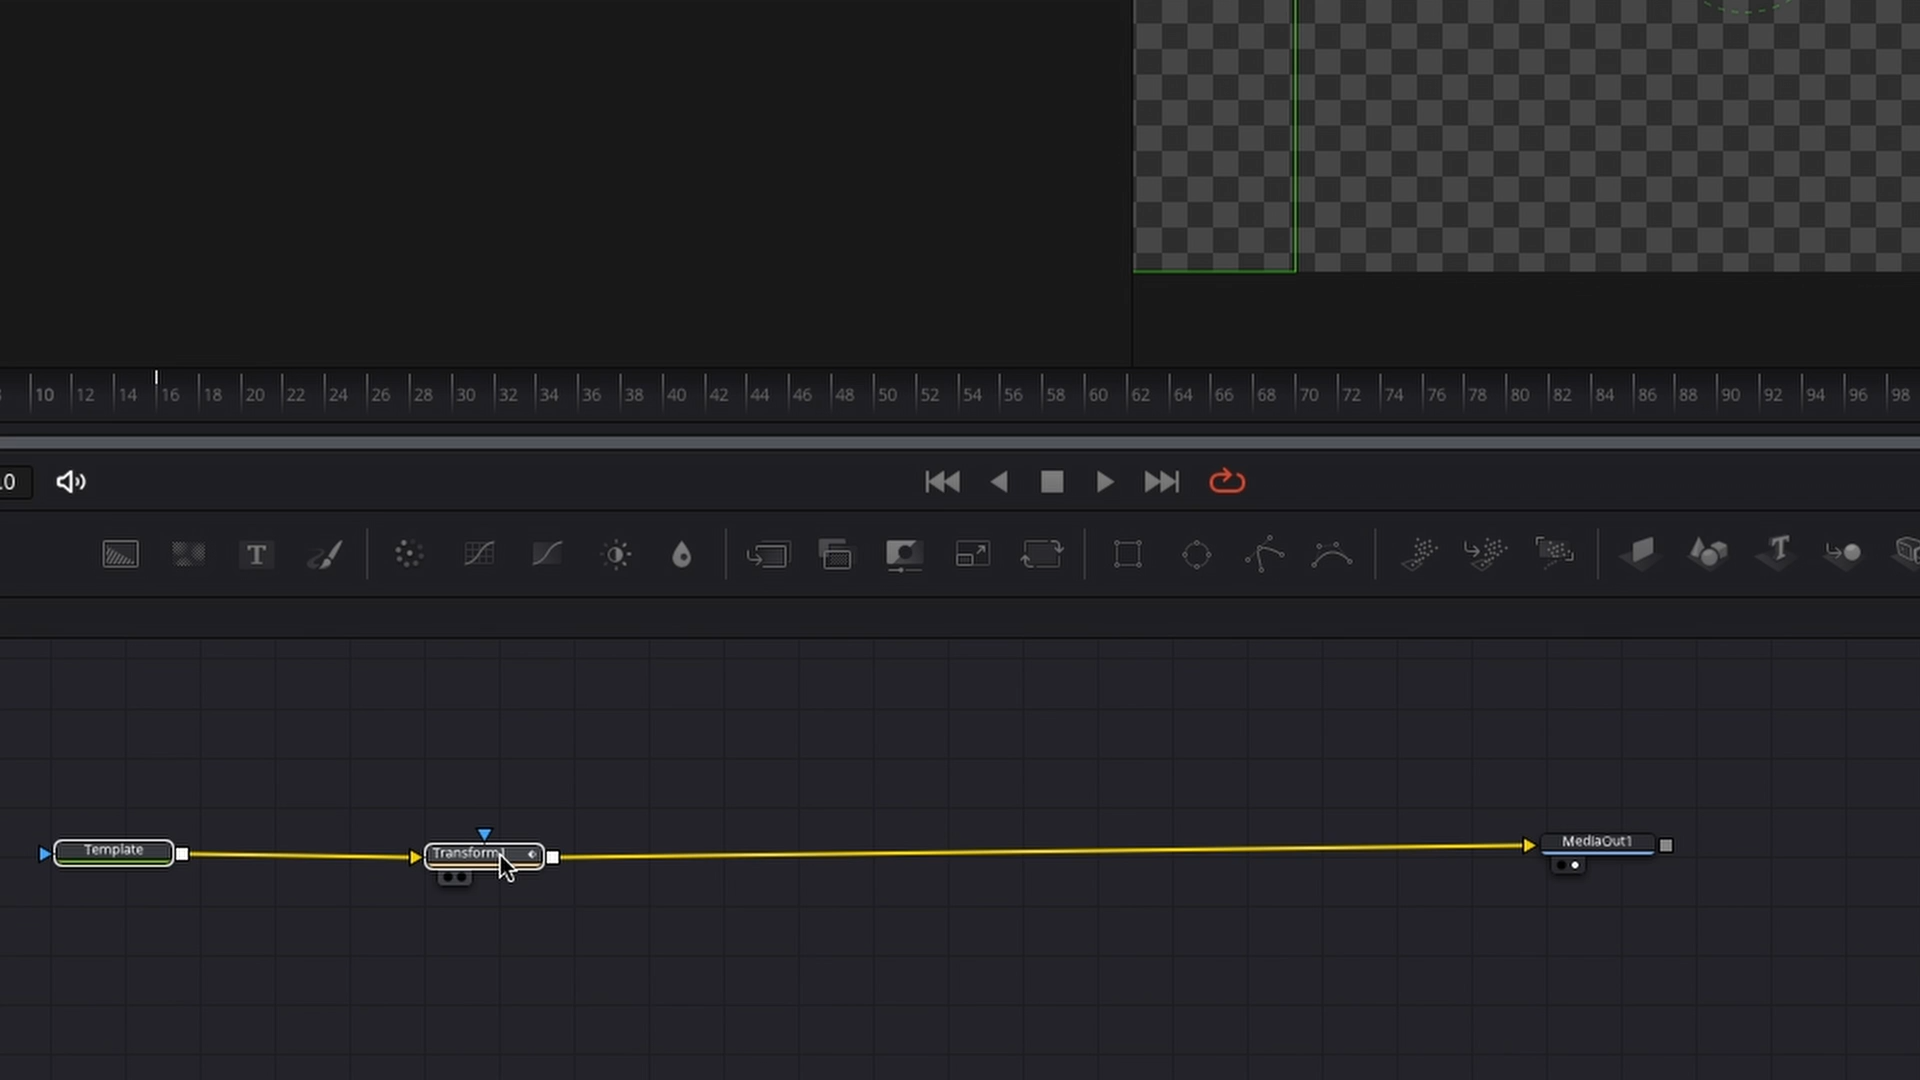 10 12 14 16 18 20 22 24 26 28 30 32 34 36 38 40 42 44 46 48 50 52 54 56 58 60 62 64 66 68 70 72 74 76 78 80 82 84 86 88 90 92 94 96 98
.0
T
T
Template
Transform1
MediaOut1